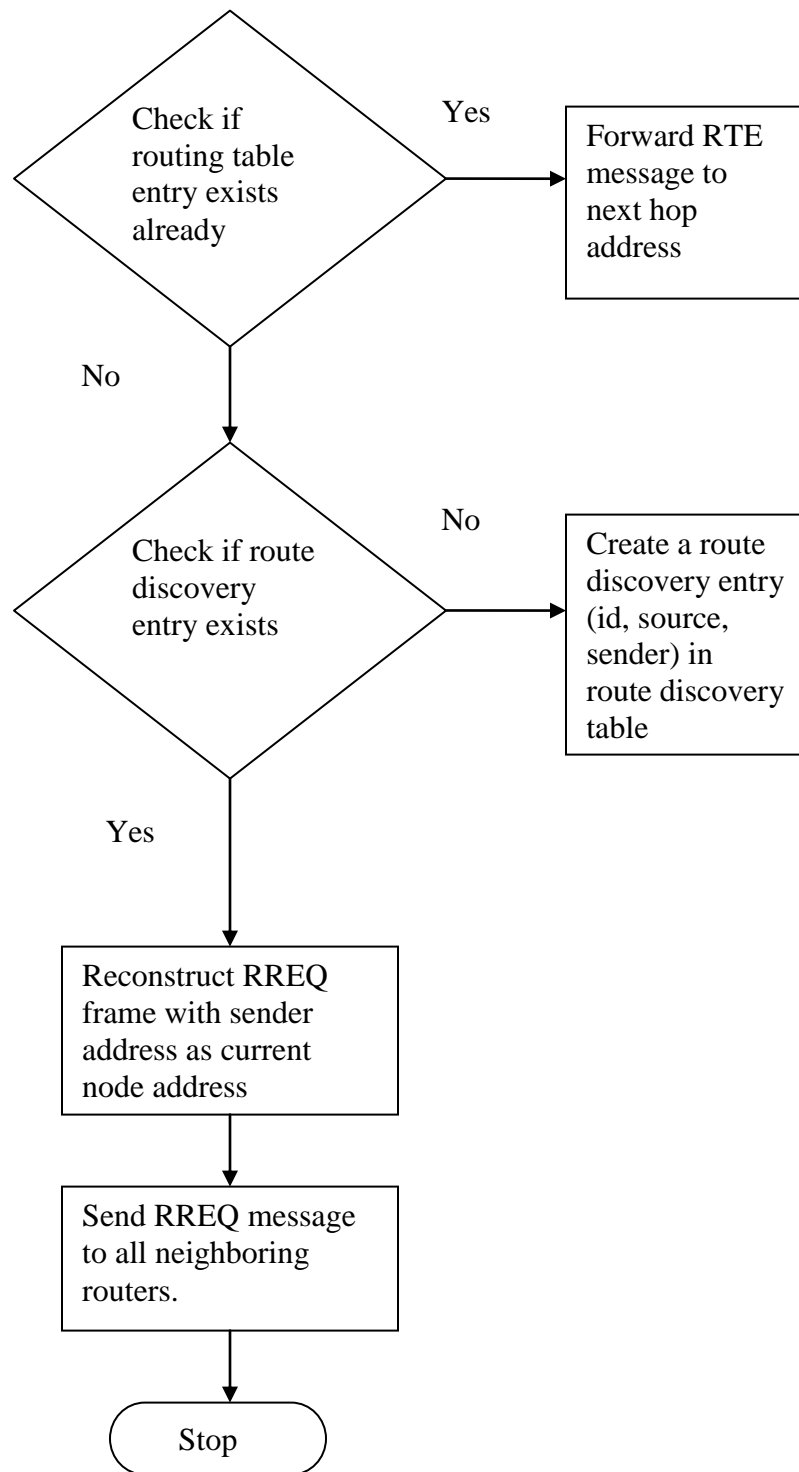 Check if
routing table
entry exists
already
Yes
Forward RTE
message to
next hop
address
No
Check if route
discovery
entry exists
No
Create a route
discovery entry
(id, source,
sender) in
route discovery
table
Yes
Reconstruct RREQ
frame with sender
address as current
node address
Send RREQ message
to all neighboring
routers.
Stop